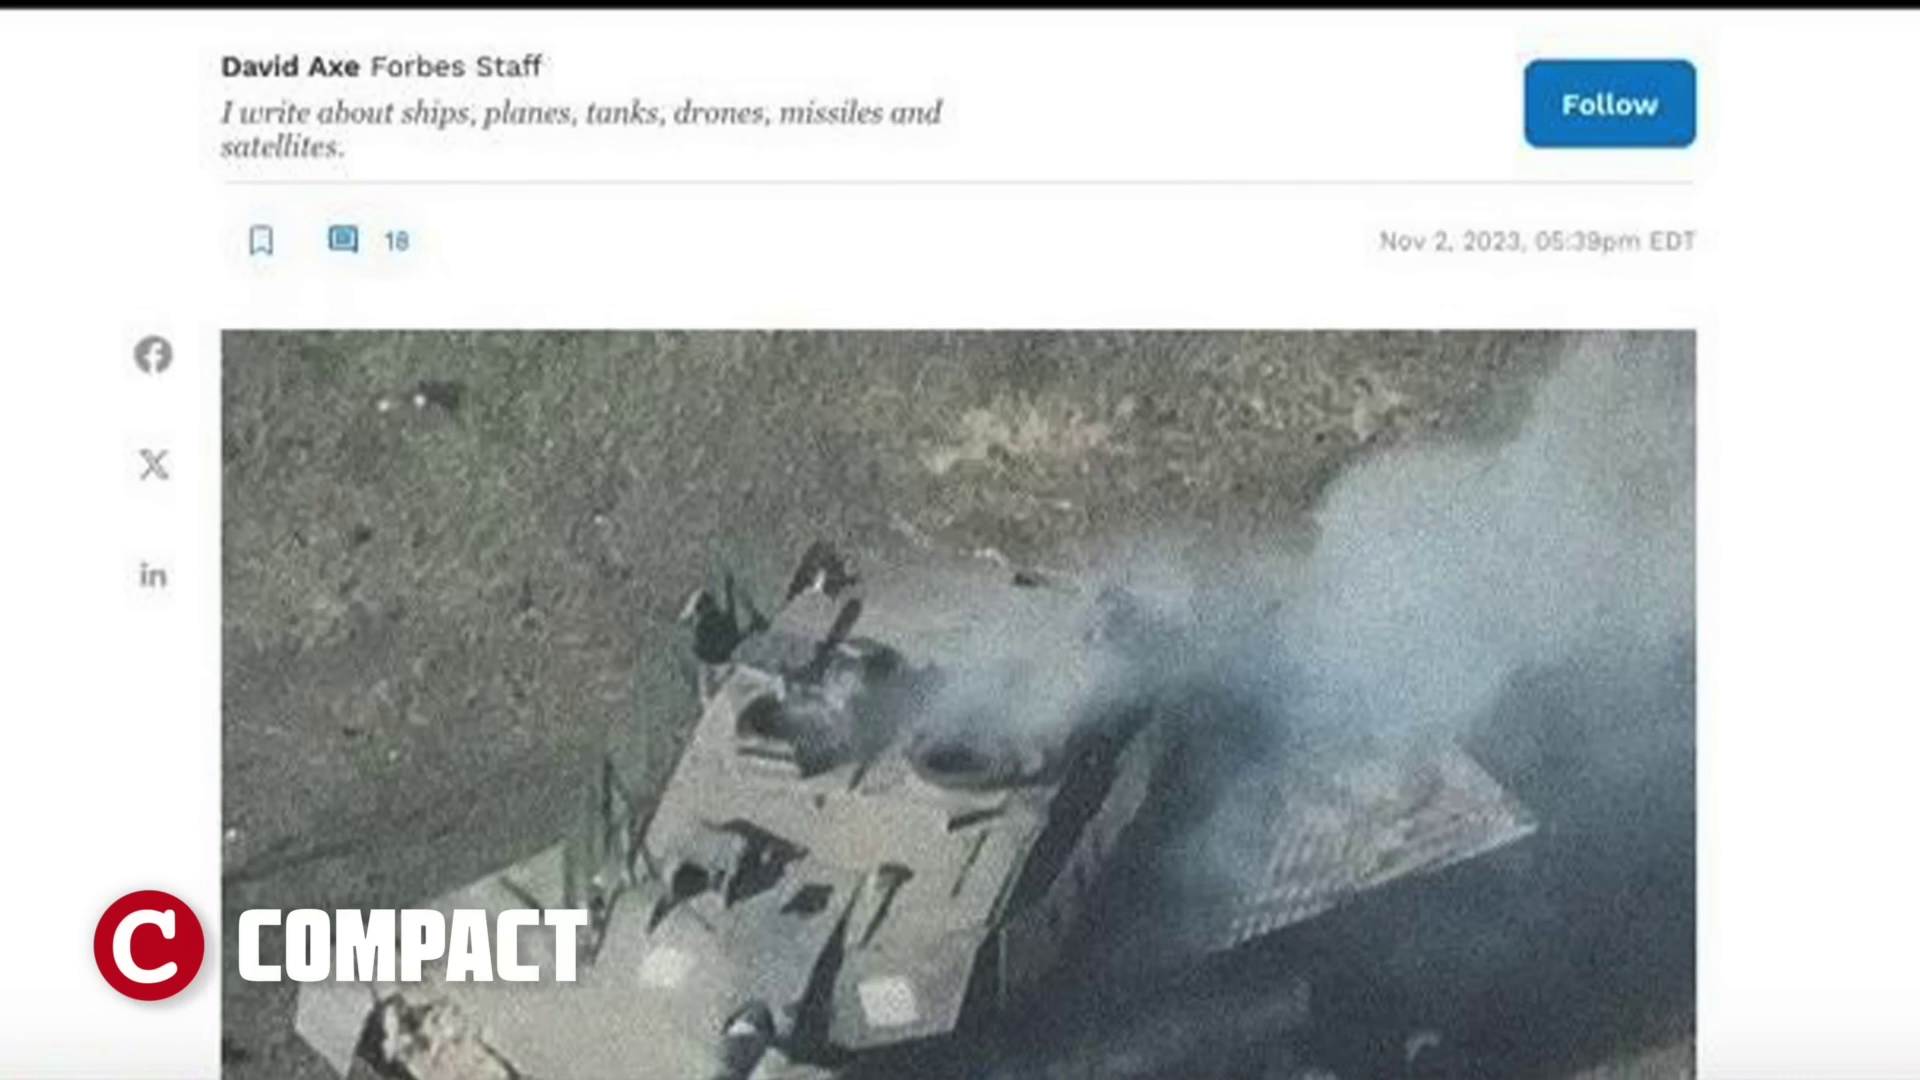 David Axe Forbes Staff
I write about ships, planes, tanks, drones, missiles and
satellites.
Follow
18
Nov 2, 2023, 05:39pm EDT
in
C COMPACT